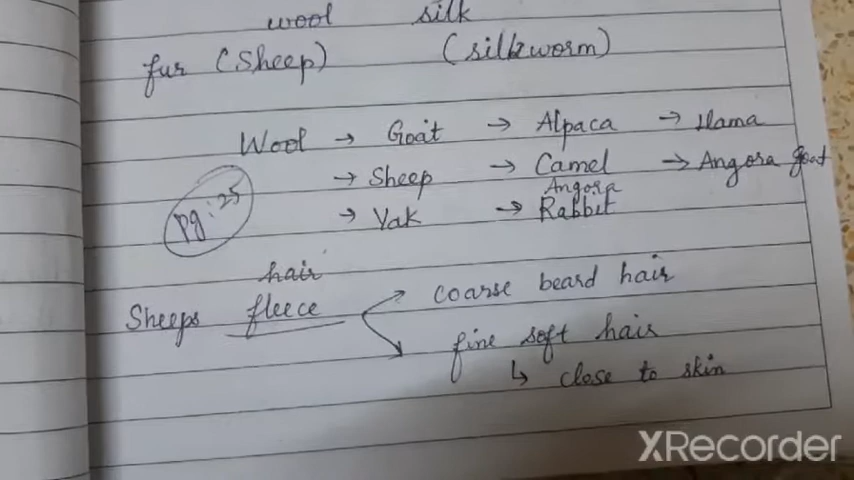 wool silk
fur (Sheep) (silkworm)
Wool → Goat → Alpaca → Llama
→ Sheep → Camel → Angora goat
→ Yak → Angora Rabbit
Pg: 25
hair
Sheeps fleece
coarse beard hair
fine soft hair
↳ close to skin
XRecorder